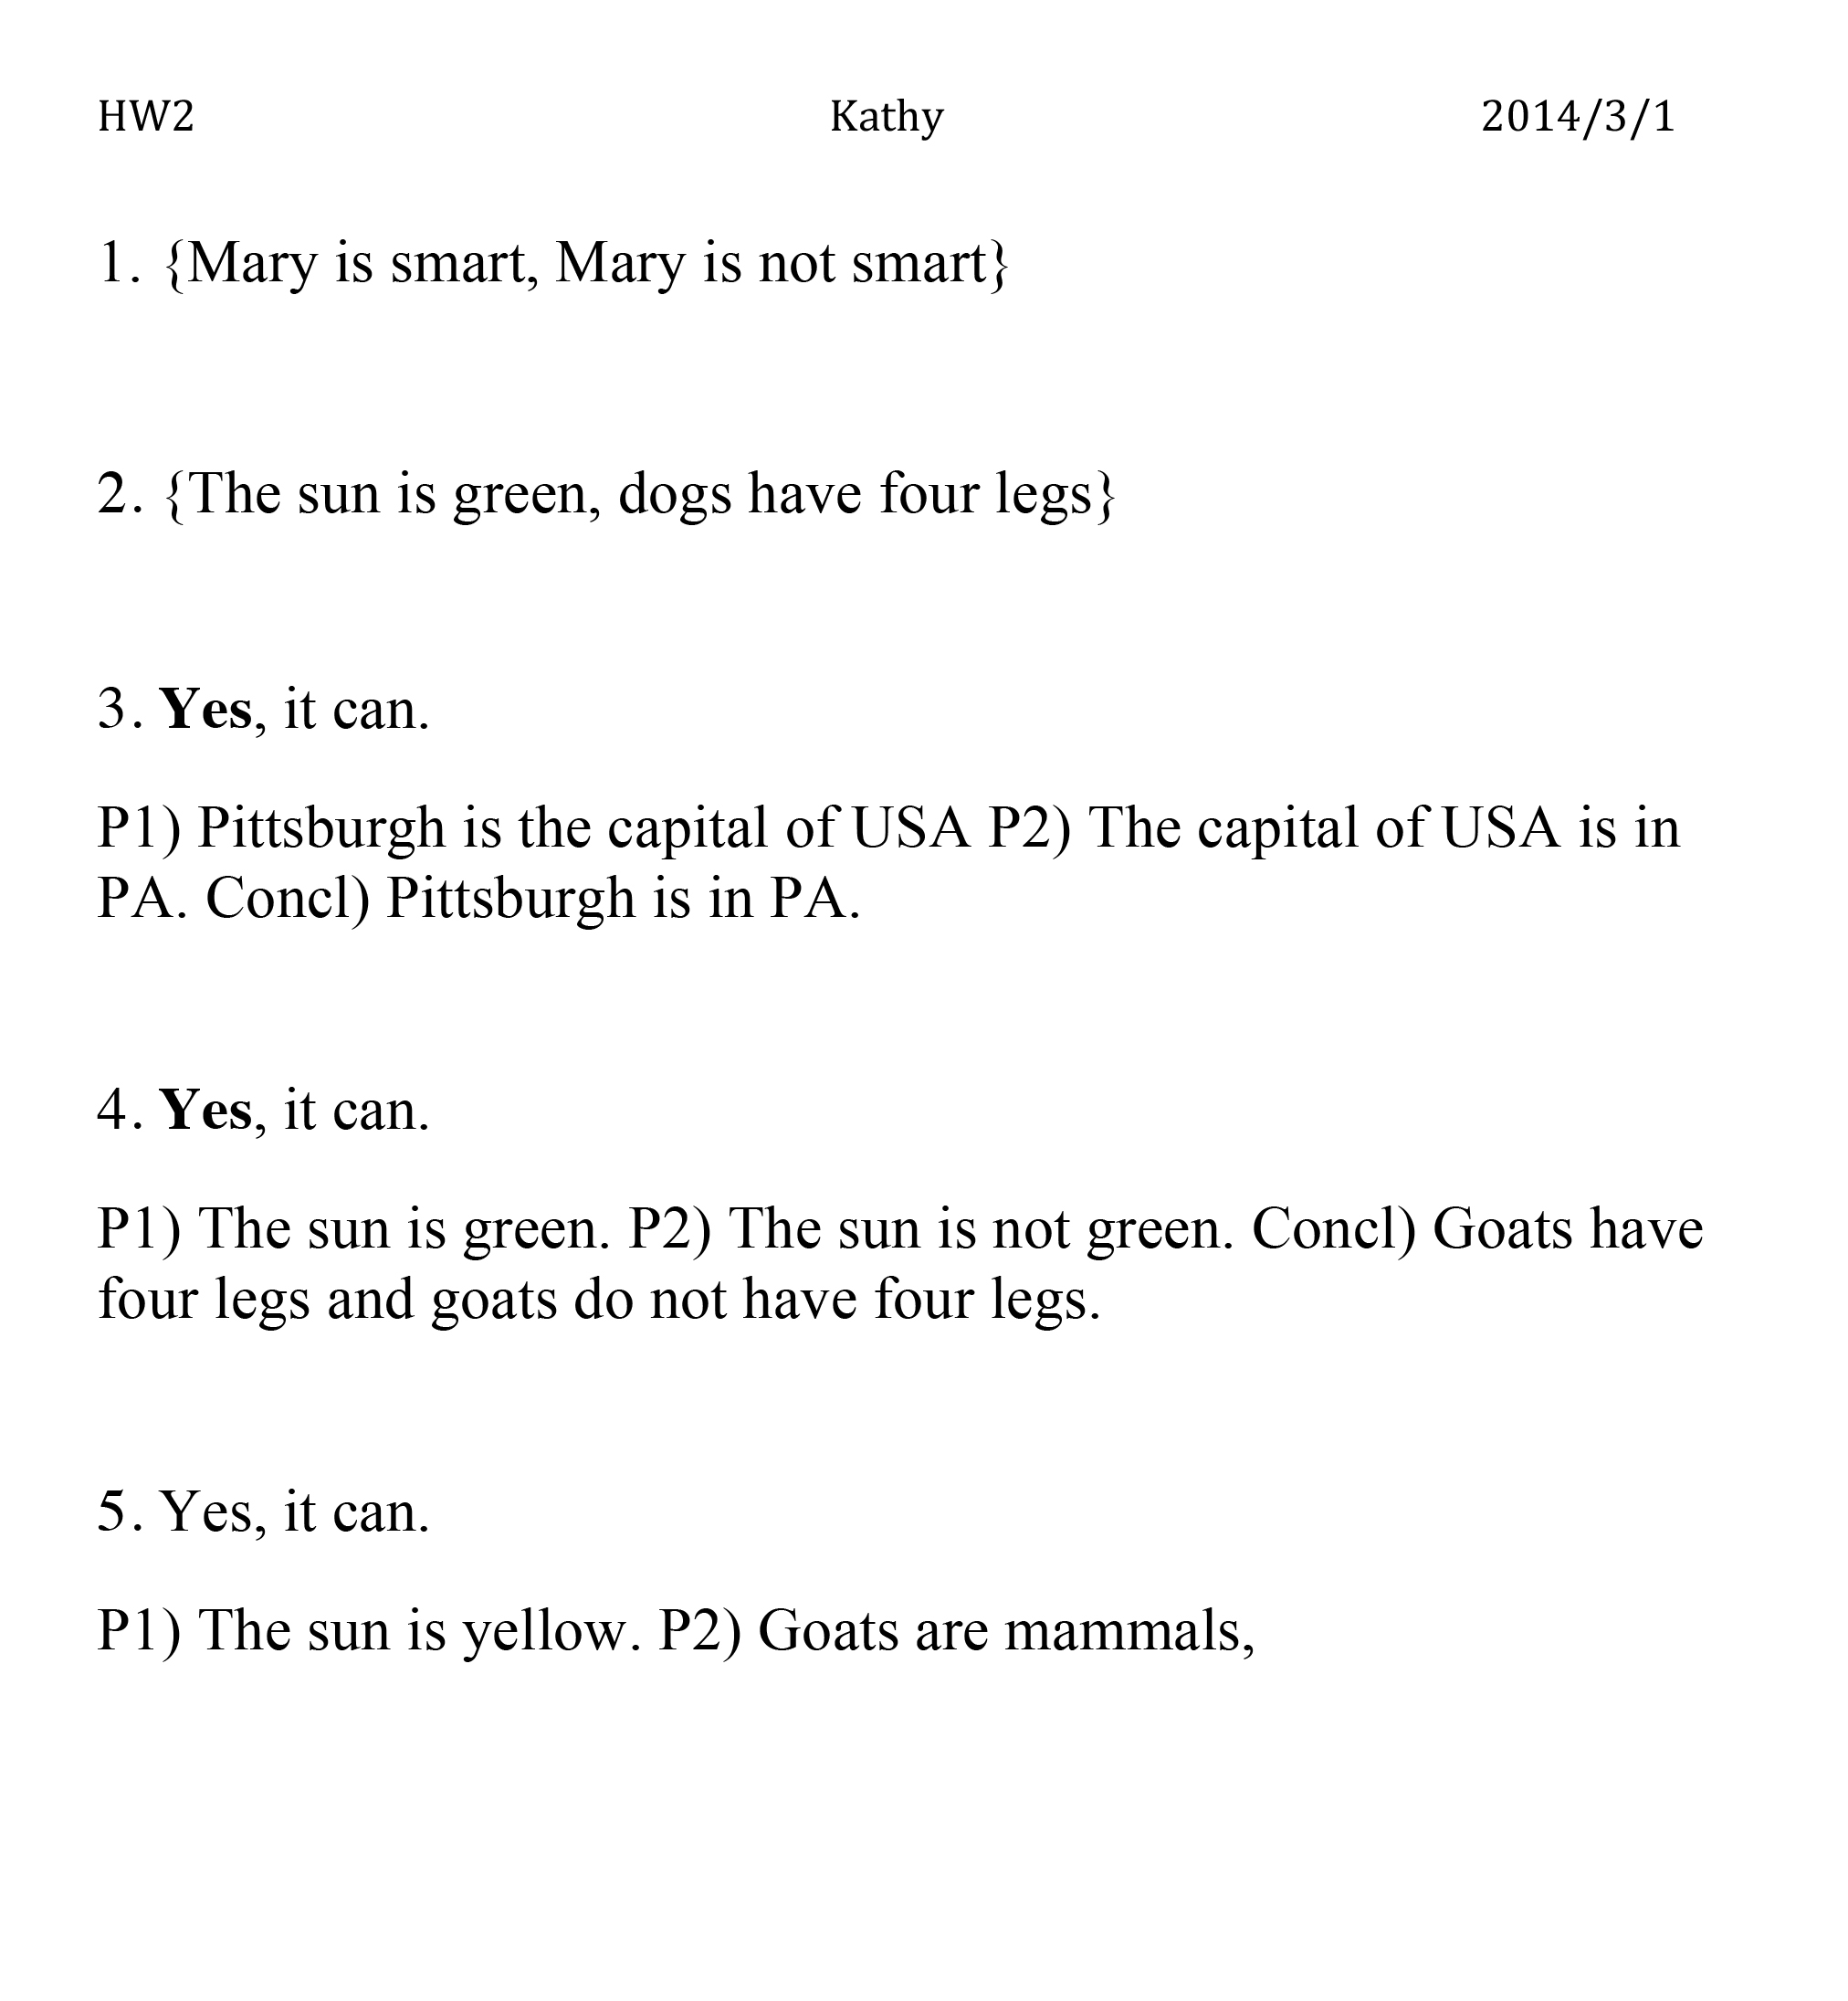 HW2 Kathy 2014/3/1
1. {Mary is smart, Mary is not smart}
2. {The sun is green, dogs have four legs}
3. Yes, it can.
P1) Pittsburgh is the capital of USA P2) The capital of USA is in
PA. Concl) Pittsburgh is in PA.
4. Yes, it can.
P1) The sun is green. P2) The sun is not green. Concl) Goats have
four legs and goats do not have four legs.
5. Yes, it can.
P1) The sun is yellow. P2) Goats are mammals,